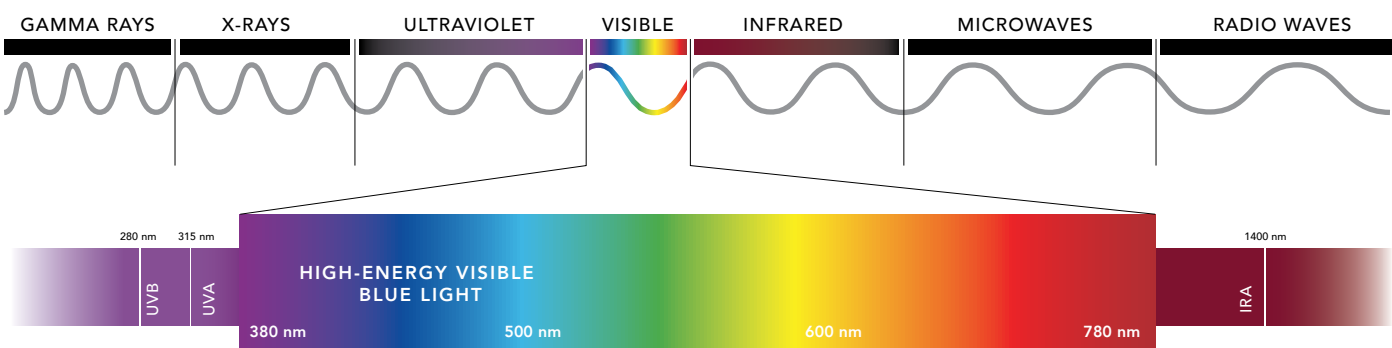 GAMMA RAYS
X-RAYS
ULTRAVIOLET
VISIBLE
INFRARED
MICROWAVES
RADIO WAVES
280 nm
315 nm
1400 nm
UVB
UVA
HIGH-ENERGY VISIBLE
BLUE LIGHT
IRA
380 nm
500 nm
600 nm
780 nm